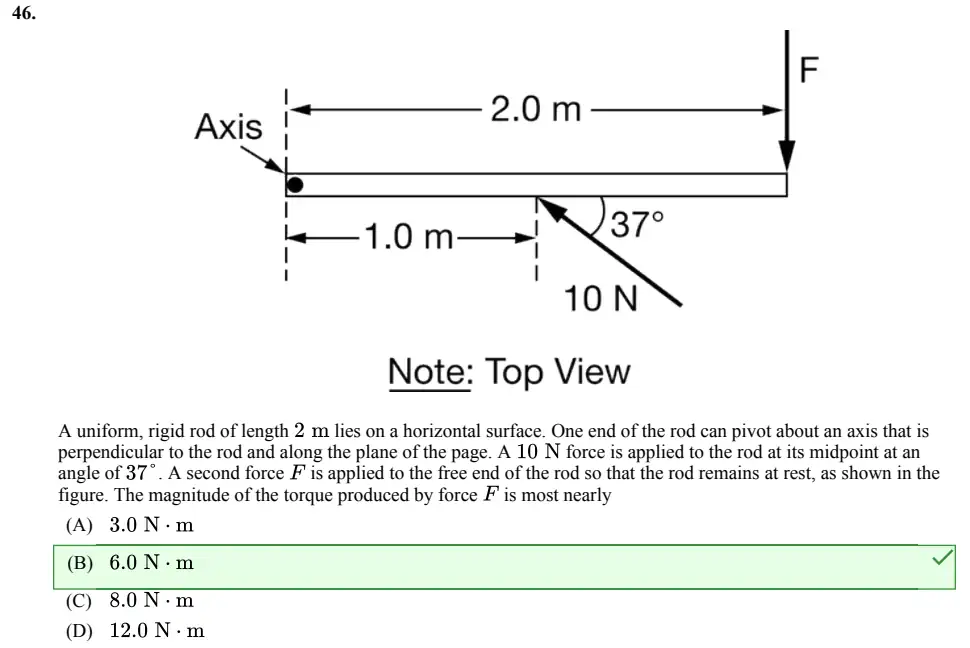 46.
F
2.0 m
Axis
37°
1.0 m
10 N
Note: Top View
A uniform, rigid rod of length 2 m lies on a horizontal surface. One end of the rod can pivot about an axis that is
perpendicular to the rod and along the plane of the page. A 10 N force is applied to the rod at its midpoint at an
angle of 37°. A second force F is applied to the free end of the rod so that the rod remains at rest, as shown in the
figure. The magnitude of the torque produced by force F is most nearly
(A) 3.0 N · m
(B) 6.0 N · m
(C) 8.0 N · m
(D) 12.0 N · m